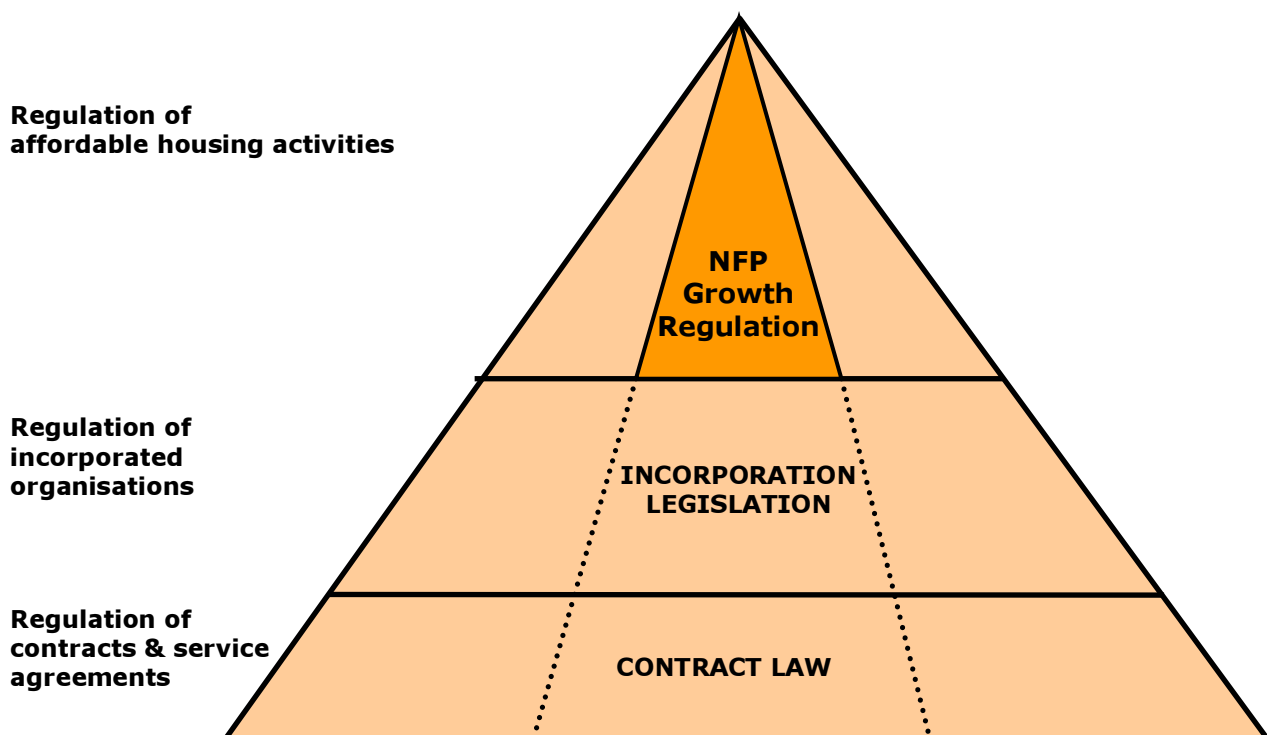 Regulation of
affordable housing activities
NFP
Growth
Regulation
Regulation of
incorporated
organisations
INCORPORATION
LEGISLATION
Regulation of
contracts & service
agreements
CONTRACT LAW